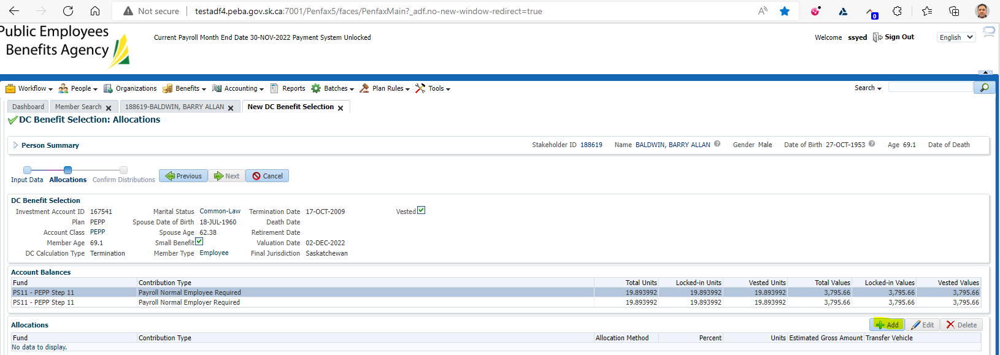 Not secure testadf4.peba.gov.sk.ca:7001/Penfax5/faces/PenfaxMain?_adf.no-new-window-redirect=true A 0
Public Employees
Benefits Agency
Current Payroll Month End Date 30-NOV-2022 Payment System Unlocked
Welcome ssyed Sign Out English
Workflow People Organizations Benefits Accounting Reports Batches Plan Rules Tools Search
Dashboard Member Search 188619-BALDWIN, BARRY ALLAN New DC Benefit Selection
DC Benefit Selection: Allocations
Person Summary Stakeholder ID 188619 Name BALDWIN, BARRY ALLAN Gender Male Date of Birth 27-OCT-1953 Age 69.1 Date of Death
Input Data Allocations Confirm Distributions Previous Next Cancel
DC Benefit Selection
Investment Account ID 167541 Marital Status Common-Law Termination Date 17-OCT-2009 Vested
Plan PEPP Spouse Date of Birth 18-JUL-1960 Death Date
Account Class PEPP Spouse Age 62.38 Retirement Date
Member Age 69.1 Small Benefit Valuation Date 02-DEC-2022
DC Calculation Type Termination Member Type Employee Final Jurisdiction Saskatchewan
Account Balances
Fund Contribution Type Total Units Locked-in Units Vested Units Total Values Locked-in Values Vested Values
PS11 - PEPP Step 11 Payroll Normal Employee Required 19.893992 19.893992 19.893992 3,795.66 3,795.66 3,795.66
PS11 - PEPP Step 11 Payroll Normal Employer Required 19.893992 19.893992 19.893992 3,795.66 3,795.66 3,795.66
Allocations Add Edit Delete
Fund Contribution Type Allocation Method Percent Units Estimated Gross Amount Transfer Vehicle
No data to display.